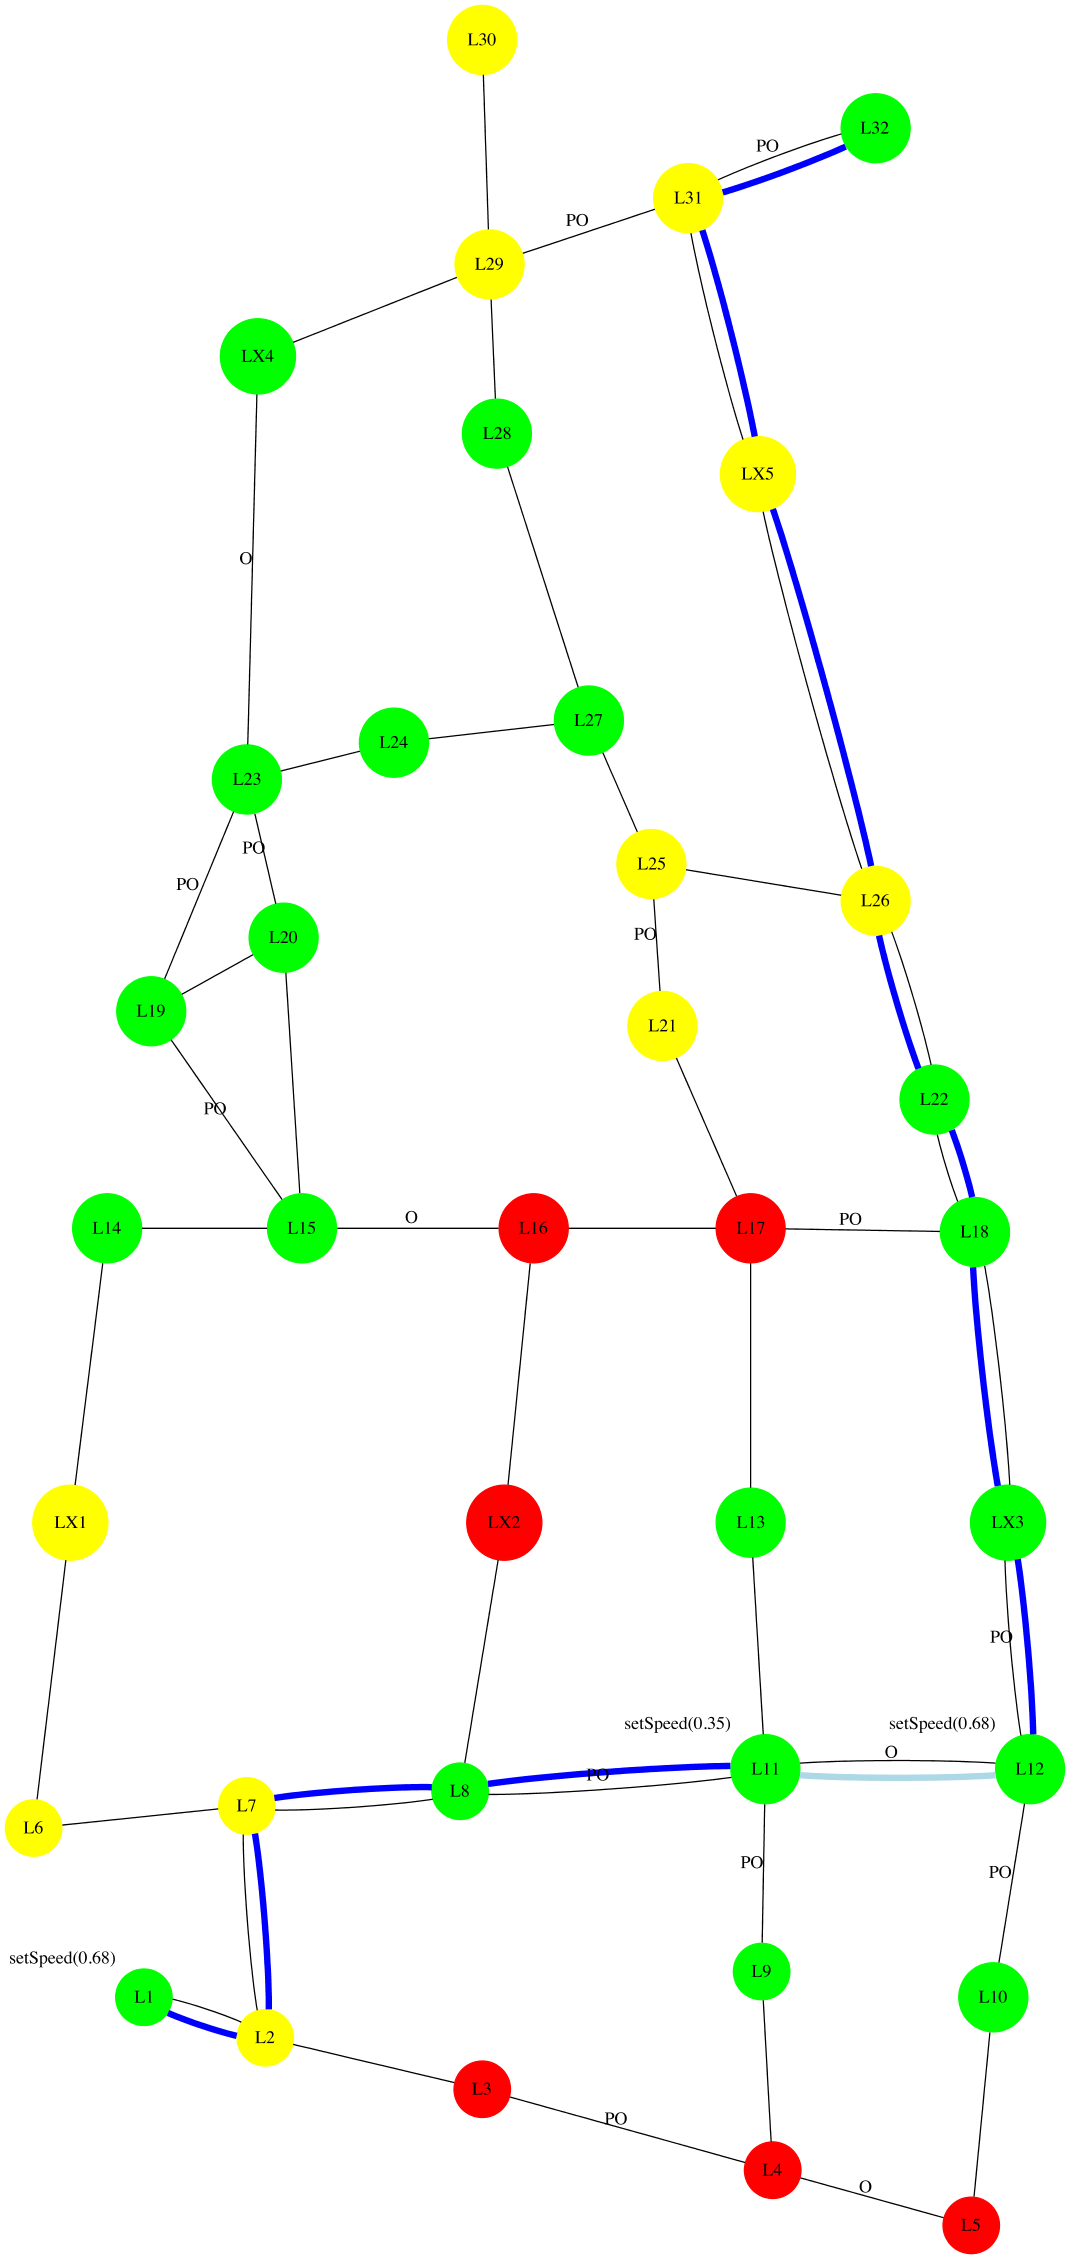 L30
L32
PO
L31
PO
L29
LX4
L28
LX5
O
L27
L24
L23
PO
L25
PO
L26
PO
L20
L19
L21
L22
PO
L14
L15
O
L16
L17
PO
L18
LX1
LX2
L13
LX3
PO
setSpeed(0.35)
setSpeed(0.68)
O
L11
L12
PO
L8
L7
L6
PO
PO
setSpeed(0.68)
L9
L1
L10
L2
L3
PO
L4
O
L5